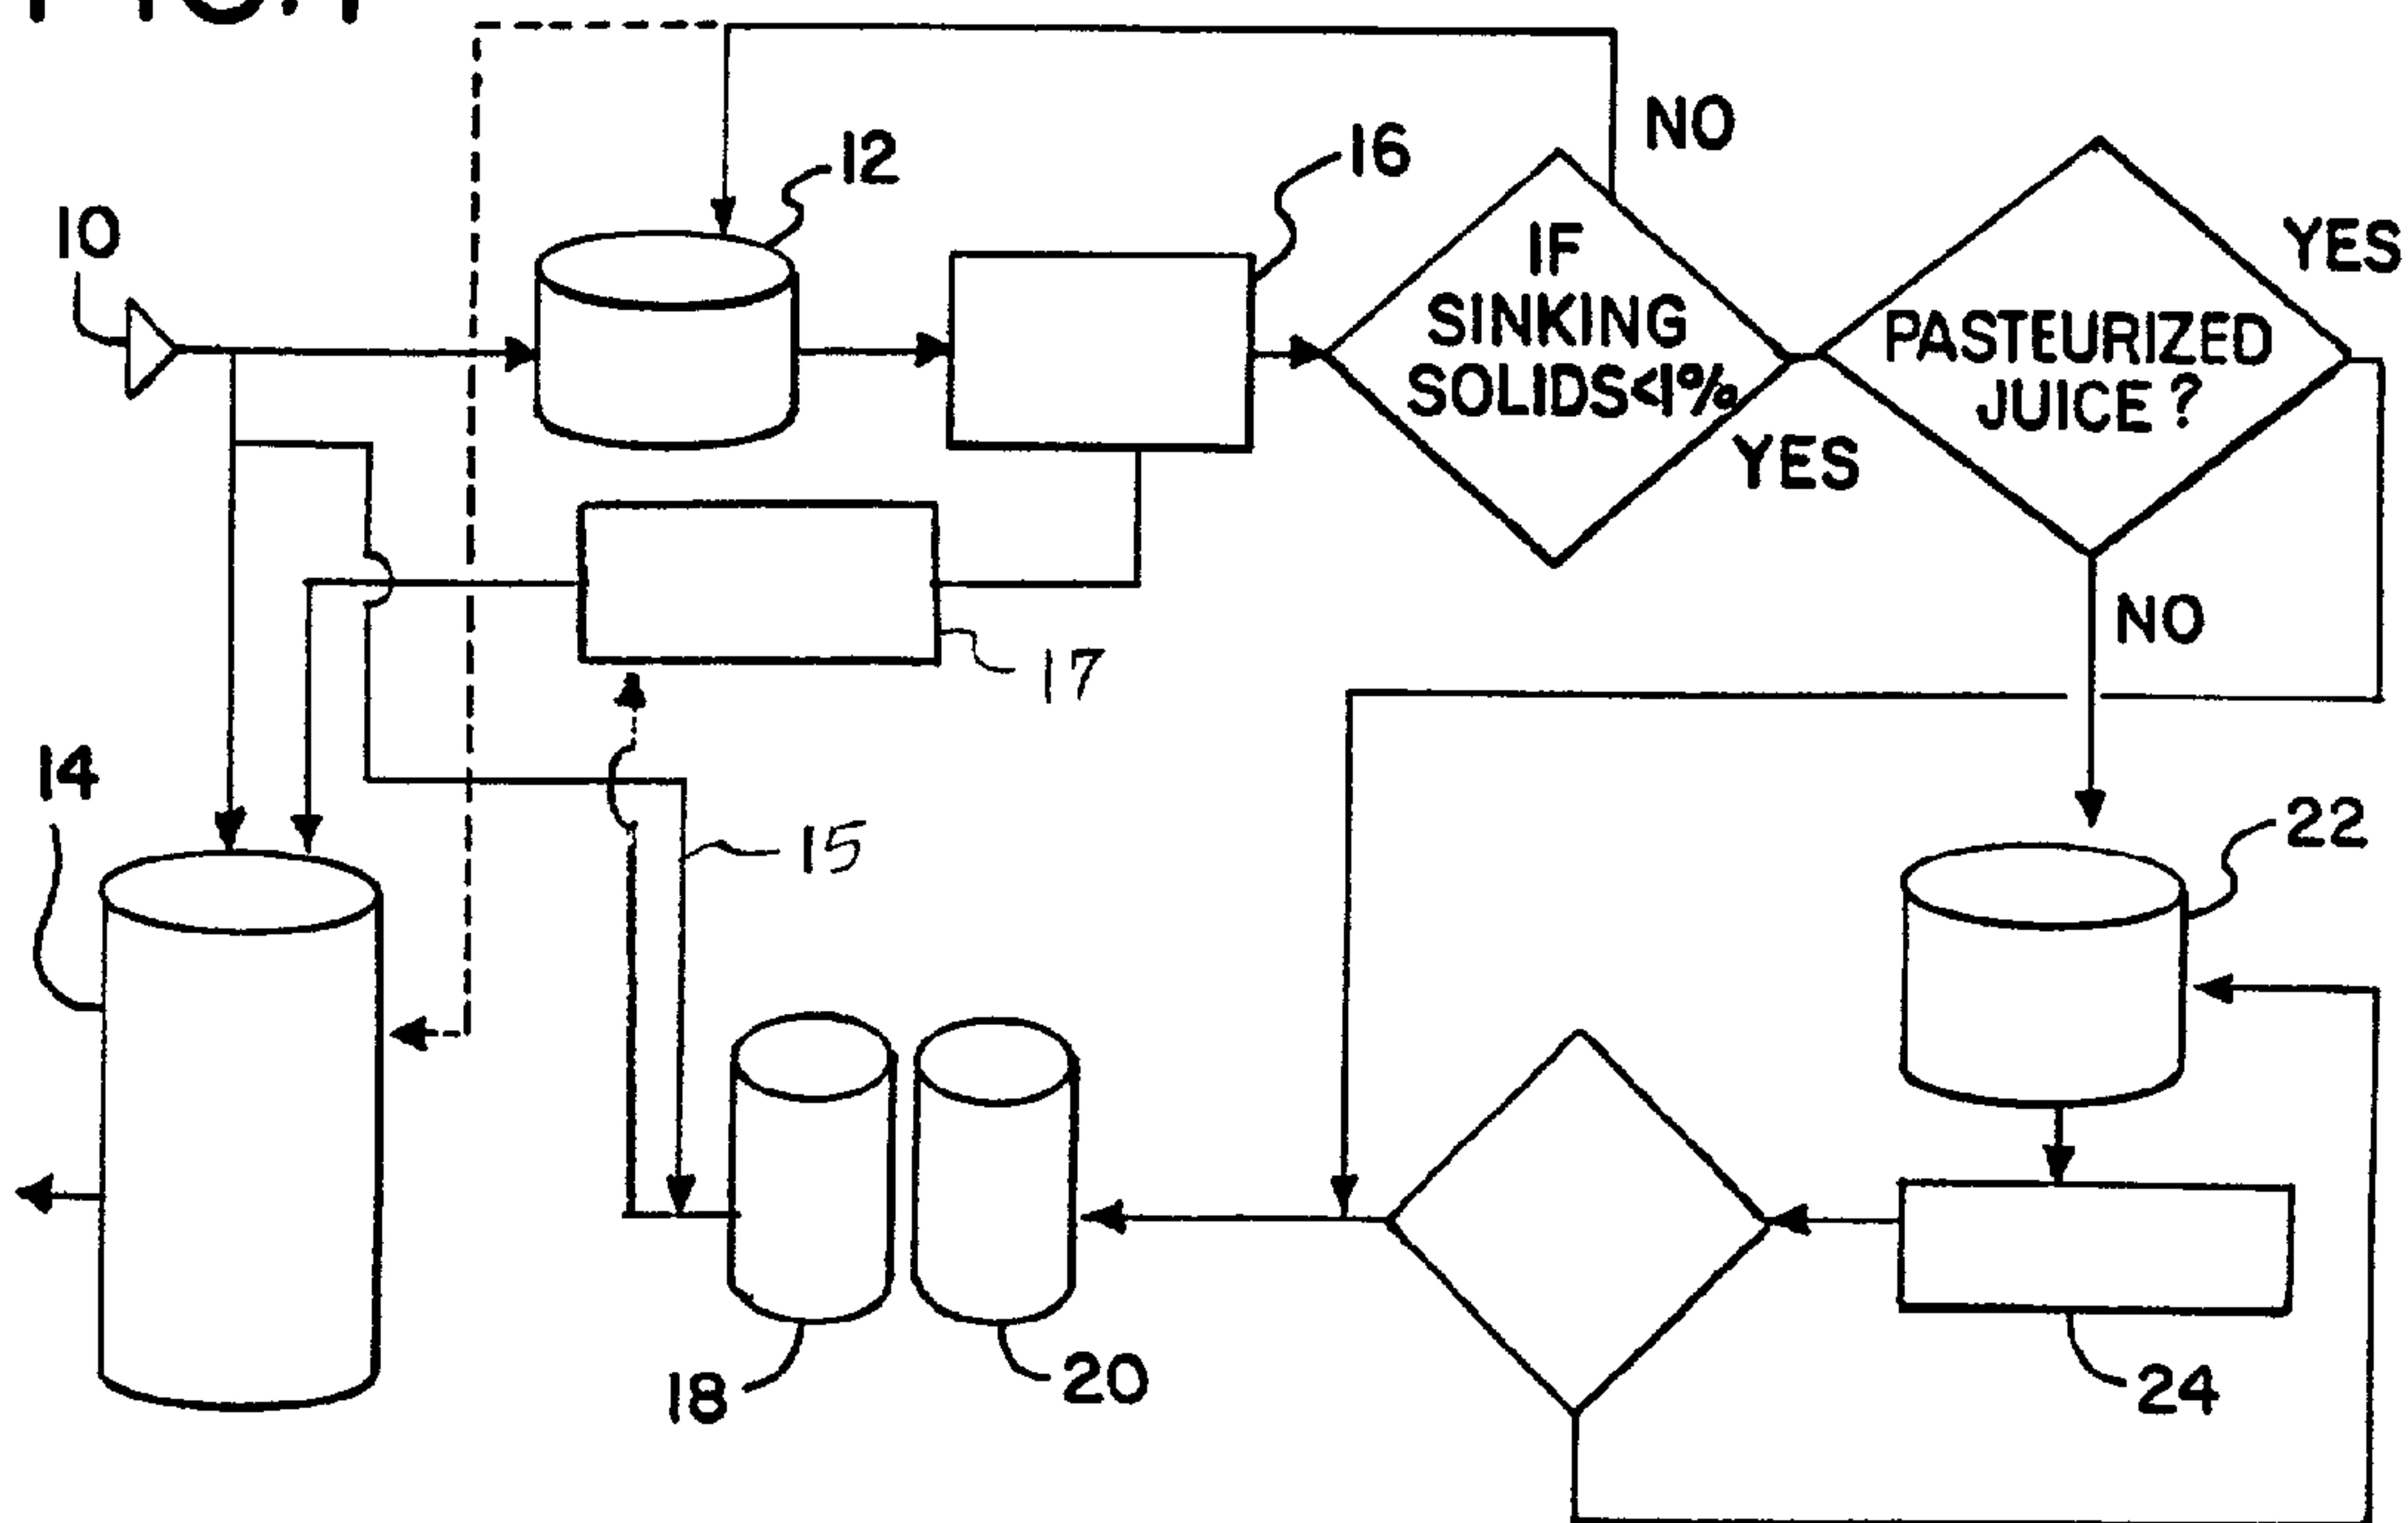 NO
12
16
10
IF
SINKING
SOLIDS<1%
YES
PASTEURIZED
JUICE ?
YES
NO
17
14
15
22
18
20
24